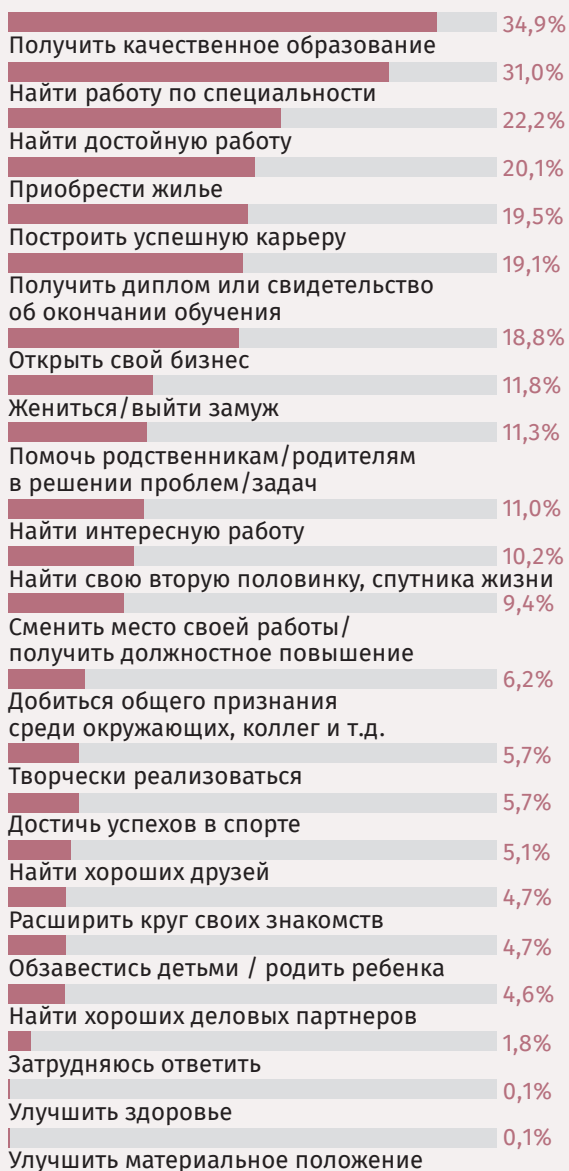 34,9%
Получить качественное образование
31,0%
Найти работу по специальности
22,2%
Найти достойную работу
20,1%
Приобрести жилье
19,5%
Построить успешную карьеру
19,1%
Получить диплом или свидетельство
об окончании обучения
18,8%
Открыть свой бизнес
11,8%
Жениться/выйти замуж
11,3%
Помочь родственникам/родителям
в решении проблем/задач
11,0%
Найти интересную работу
10,2%
Найти свою вторую половинку, спутника жизни
9,4%
Сменить место своей работы/
получить должностное повышение
6,2%
Добиться общего признания
среди окружающих, коллег и т.д.
5,7%
Творчески реализоваться
5,7%
Достичь успехов в спорте
5,1%
Найти хороших друзей
4,7%
Расширить круг своих знакомств
4,7%
Обзавестись детьми / родить ребенка
4,6%
Найти хороших деловых партнеров
1,8%
Затрудняюсь ответить
0,1%
Улучшить здоровье
0,1%
Улучшить материальное положение